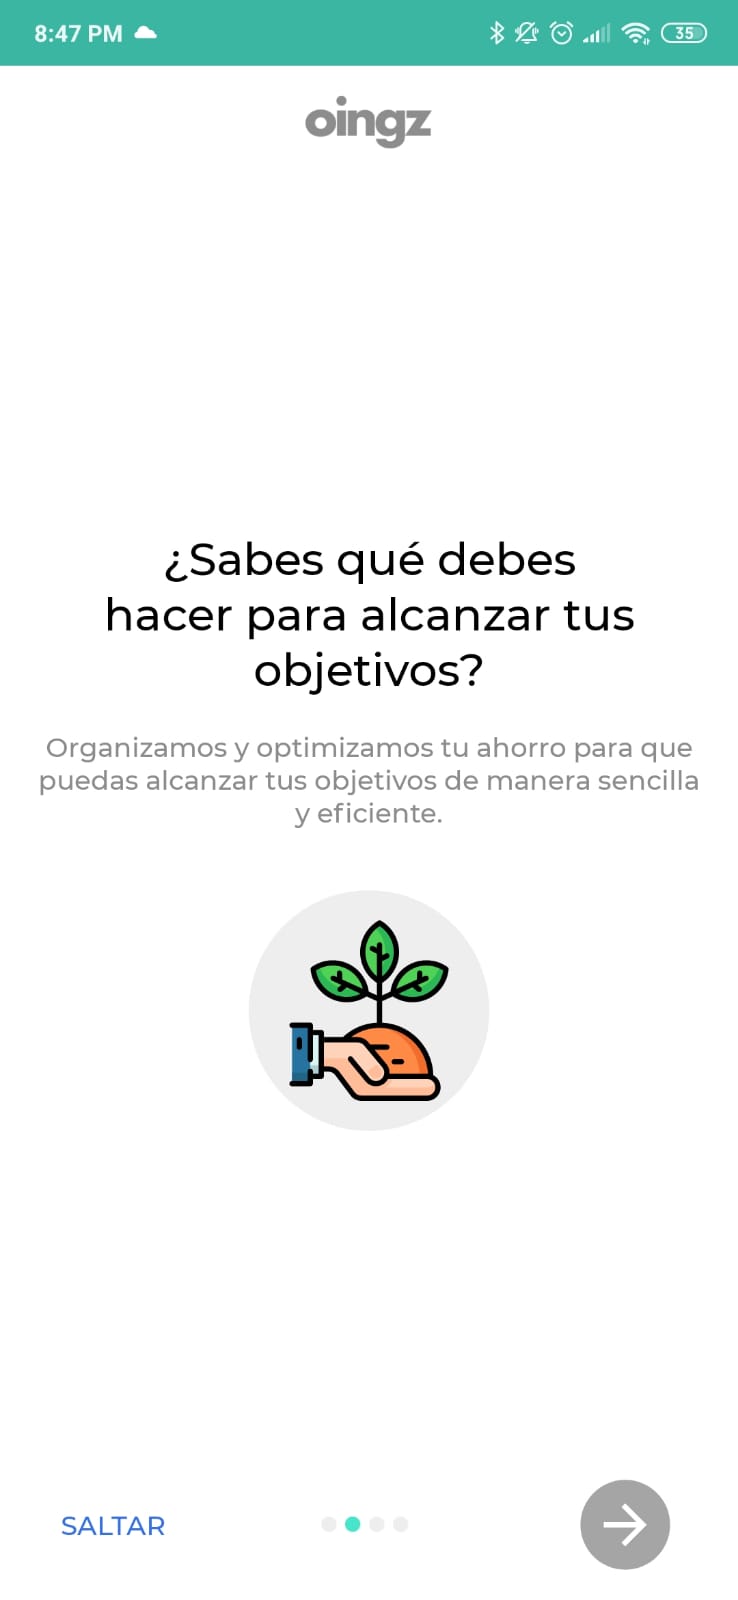 8:47 PM
35
oingz
¿Sabes qué debes
hacer para alcanzar tus
objetivos?
Organizamos y optimizamos tu ahorro para que
puedas alcanzar tus objetivos de manera sencilla
y eficiente.
SALTAR